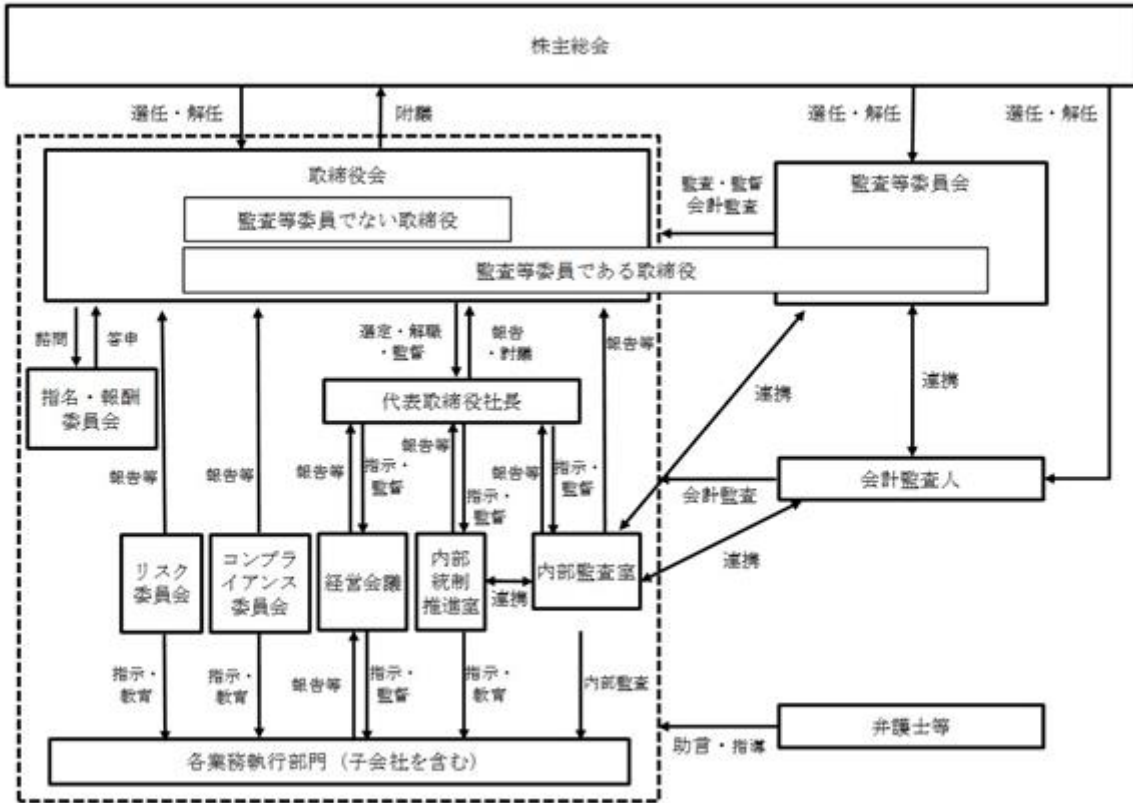 株主総会
選任・解任
附議
選任・解任
選任・解任
取締役会
監査等委員でない取締役
監査等委員である取締役
監査・監督
会計監査
監査等委員会
諮問
答申
選定・解職
・監督
報告
・附議
報告等
指名・報酬
委員会
代表取締役社長
連携
連携
報告等
報告等
報告等
指示・
監督
報告等
指示・
監督
報告等
指示・
監督
会計監査
会計監査人
リスク
委員会
コンプラ
イアンス
委員会
経営会議
内部
統制
推進室
連携
内部監査室
連携
指示・
教育
指示・
教育
報告等
指示・
監督
指示・
教育
内部監査
各業務執行部門（子会社を含む）
助言・指導
弁護士等